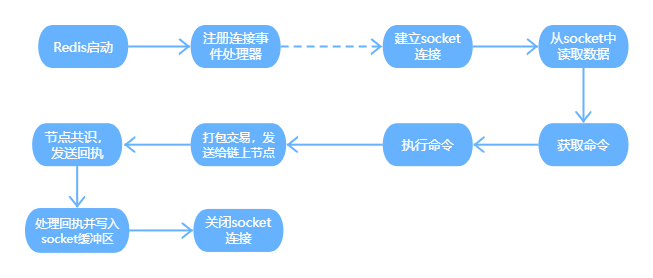 Redis启动
注册连接事
件处理器
建立socket
连接
从socket中
读取数据
获取命令
执行命令
打包交易，发
送给链上节点
节点共识，
发送回执
处理回执并写入
socket缓冲区
关闭socket
连接